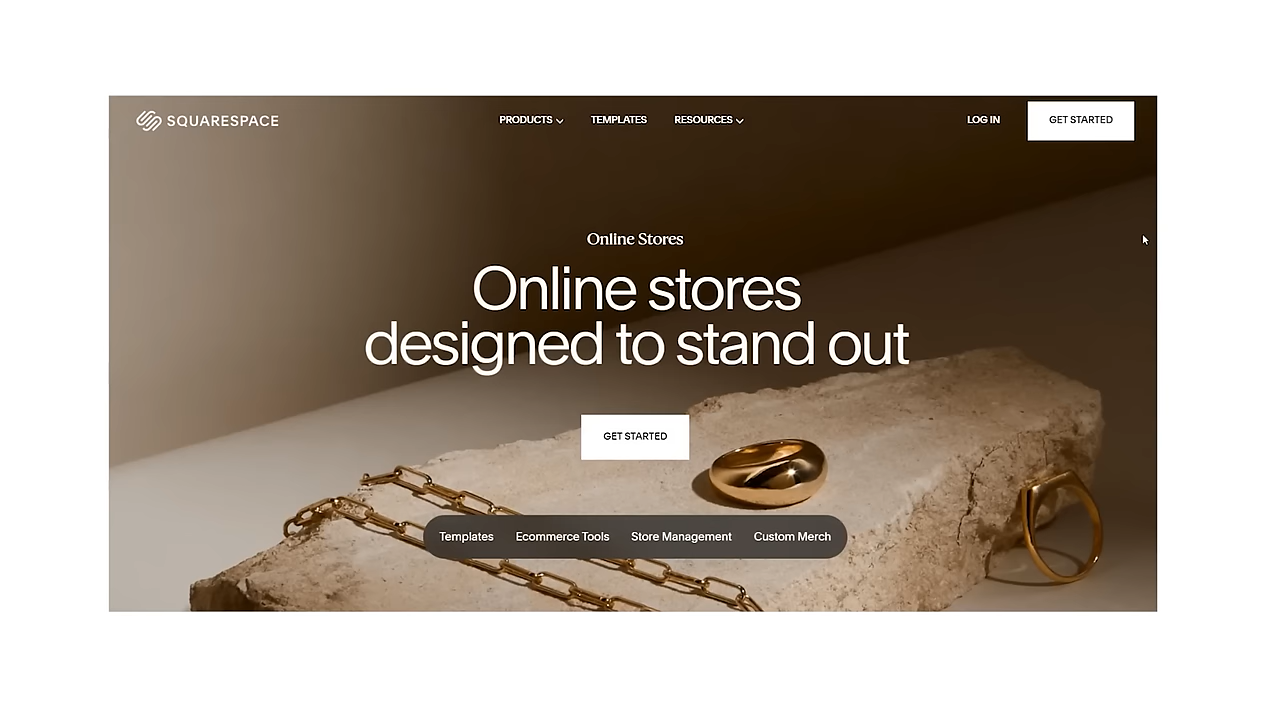 SQUARESPACE
PRODUCTS
TEMPLATES
RESOURCES
LOG IN
GET STARTED
Online Stores
Online stores
designed to stand out
GET STARTED
Templates
Ecommerce Tools
Store Management
Custom Merch